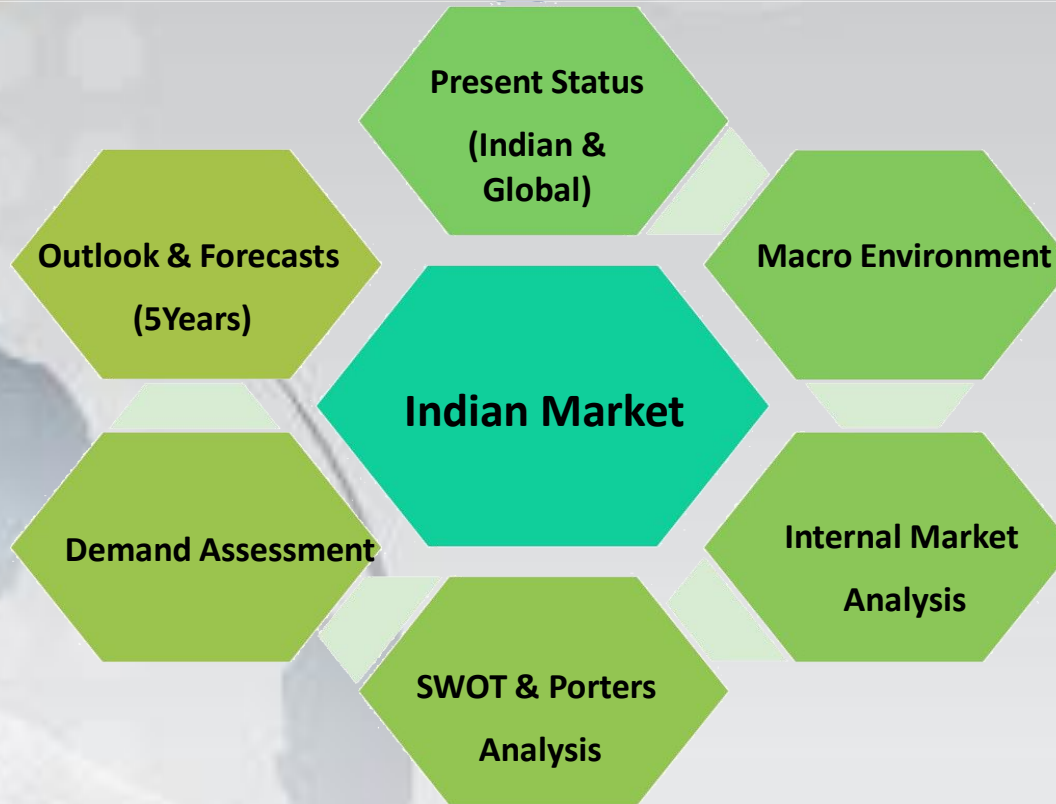 Present Status
(Indian &
Global)
Macro Environment
Internal Market
Analysis
SWOT & Porters
Analysis
Demand Assessment
Outlook & Forecasts
(5Years)
Indian Market